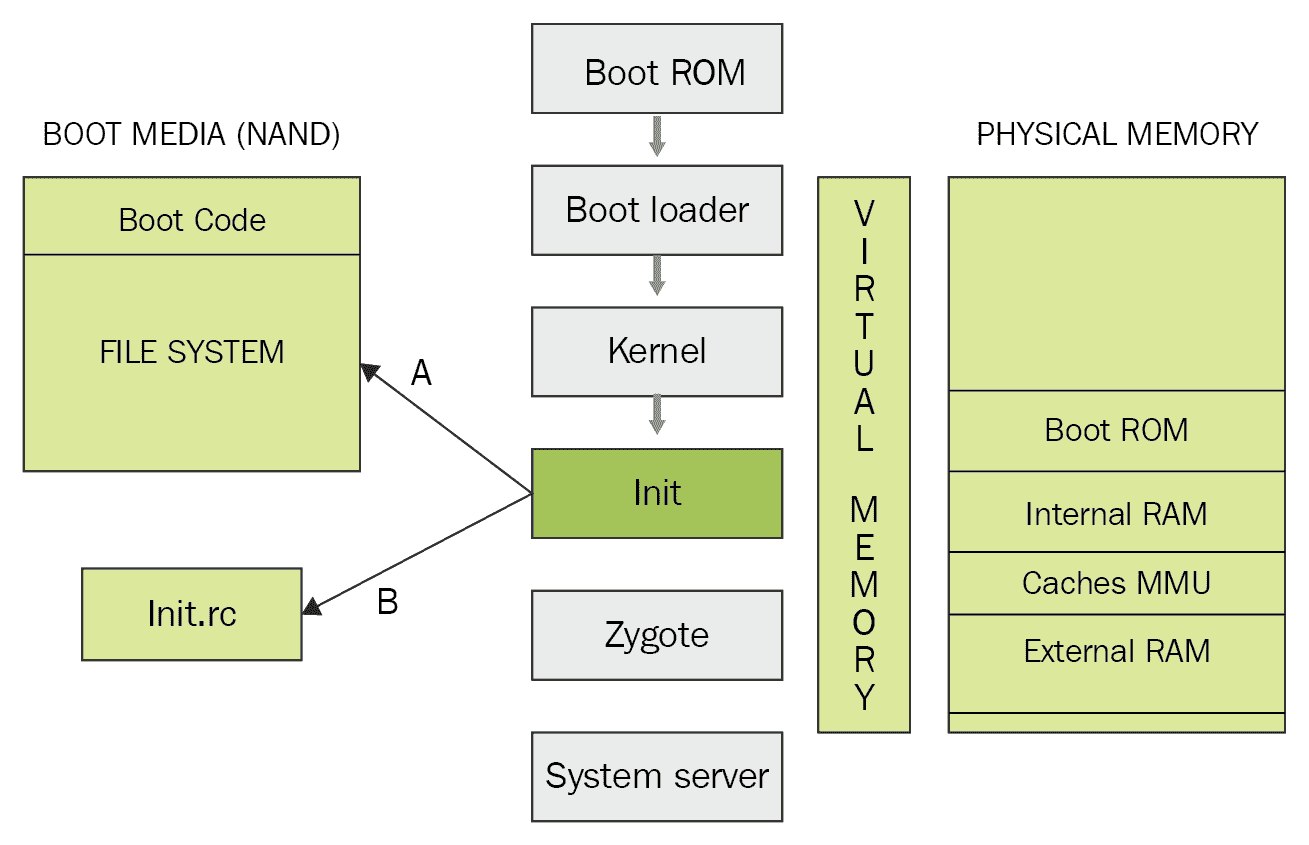 Boot ROM
BOOT MEDIA (NAND)
PHYSICAL MEMORY
Boot Code
FILE SYSTEM
A
B
Init.rc
Boot loader
Kernel
Init
Zygote
System server
VIRTUAL MEMORY
Boot ROM
Internal RAM
Caches MMU
External RAM